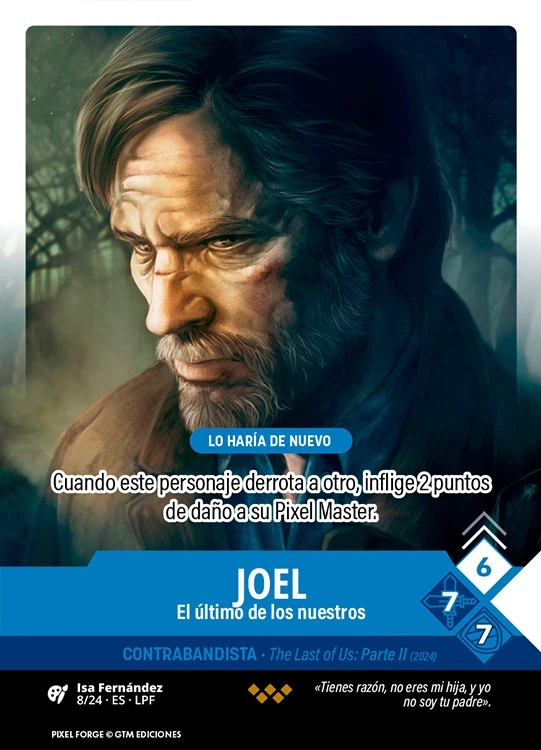 LO HARÍA DE NUEVO
Cuando este personaje derrota a otro, inflige 2 puntos
de daño a su Pixel Master.
6
JOEL
7
El último de los nuestros
7
CONTRABANDISTA · The Last of Us: Parte II (2024)
Isa Fernández
8/24 · ES · LPF
«Tienes razón, no eres mi hija, y yo
no soy tu padre».
PIXEL FORGE © GTM EDICIONES